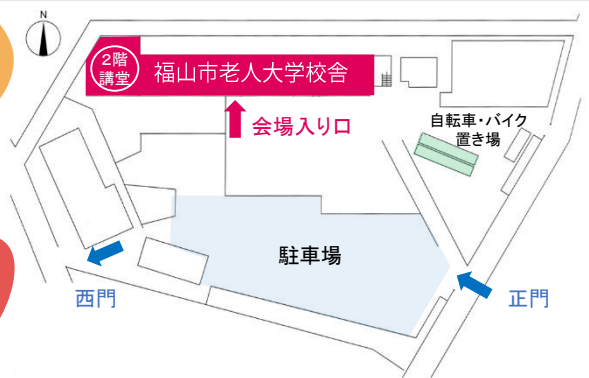 N
2階
講堂
福山市老人大学校舎
会場入り口
自転車・バイク
置き場
駐車場
西門
正門